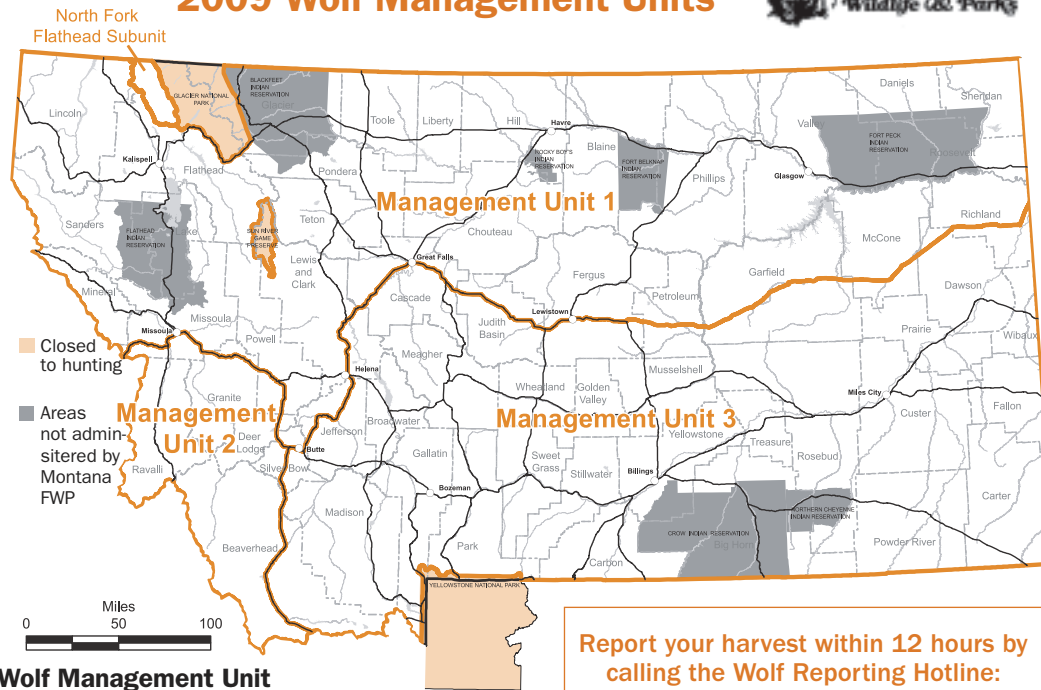 2009 Wolf Management Units
Wildlife & Parks
North Fork
Flathead Subunit
GLACIER NATIONAL
PARK
BLACKFEET
INDIAN
RESERVATION
Glacier
Lincoln
Toole
Liberty
Hill
Havre
Blaine
ROCKY BOY'S
INDIAN
RESERVATION
FORT BELKNAP
INDIAN
RESERVATION
Phillips
Valley
Daniels
Sheridan
FORT PECK
INDIAN
RESERVATION
Roosevelt
Glasgow
Kalispell
Flathead
Pondera
Management Unit 1
Richland
Sanders
FLATHEAD
INDIAN
RESERVATION
Lake
SUN RIVER
GAME
PRESERVE
Teton
Chouteau
McCone
Lewis
and
Clark
Great Falls
Fergus
Garfield
Mineral
Cascade
Petroleum
Dawson
Missoula
Missoula
Powell
Judith
Basin
Lewistown
Prairie
Wibaux
Closed
to hunting
Meagher
Helena
Musselshell
Wheatland
Golden
Valley
Miles City
Granite
Areas
not admin-
sitered by
Montana
FWP
Management
Unit 2
Deer
Lodge
Jefferson
Broadwater
Management Unit 3
Custer
Fallon
Butte
Silver Bow
Gallatin
Sweet
Grass
Stillwater
Yellowstone
Treasure
Rosebud
Ravalli
Billings
Bozeman
Madison
Carter
NORTHERN CHEYENNE
INDIAN RESERVATION
CROW INDIAN RESERVATION
Big Horn
Beaverhead
Park
Carbon
Powder River
YELLOWSTONE NATIONAL PARK
Miles
0 50 100
Wolf Management Unit
Report your harvest within 12 hours by
calling the Wolf Reporting Hotline: